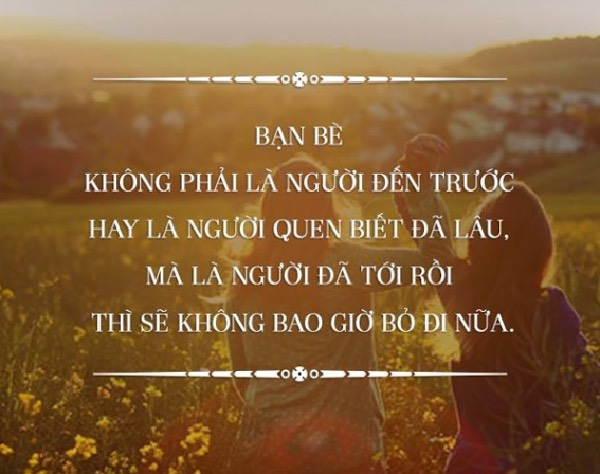 BẠN BÈ
KHÔNG PHẢI LÀ NGƯỜI ĐẾN TRƯỚC
HAY LÀ NGƯỜI QUEN BIẾT ĐÃ LÂU,
MÀ LÀ NGƯỜI ĐÃ TỚI RỒI
THÌ SẼ KHÔNG BAO GIỜ BỎ ĐI NỮA.